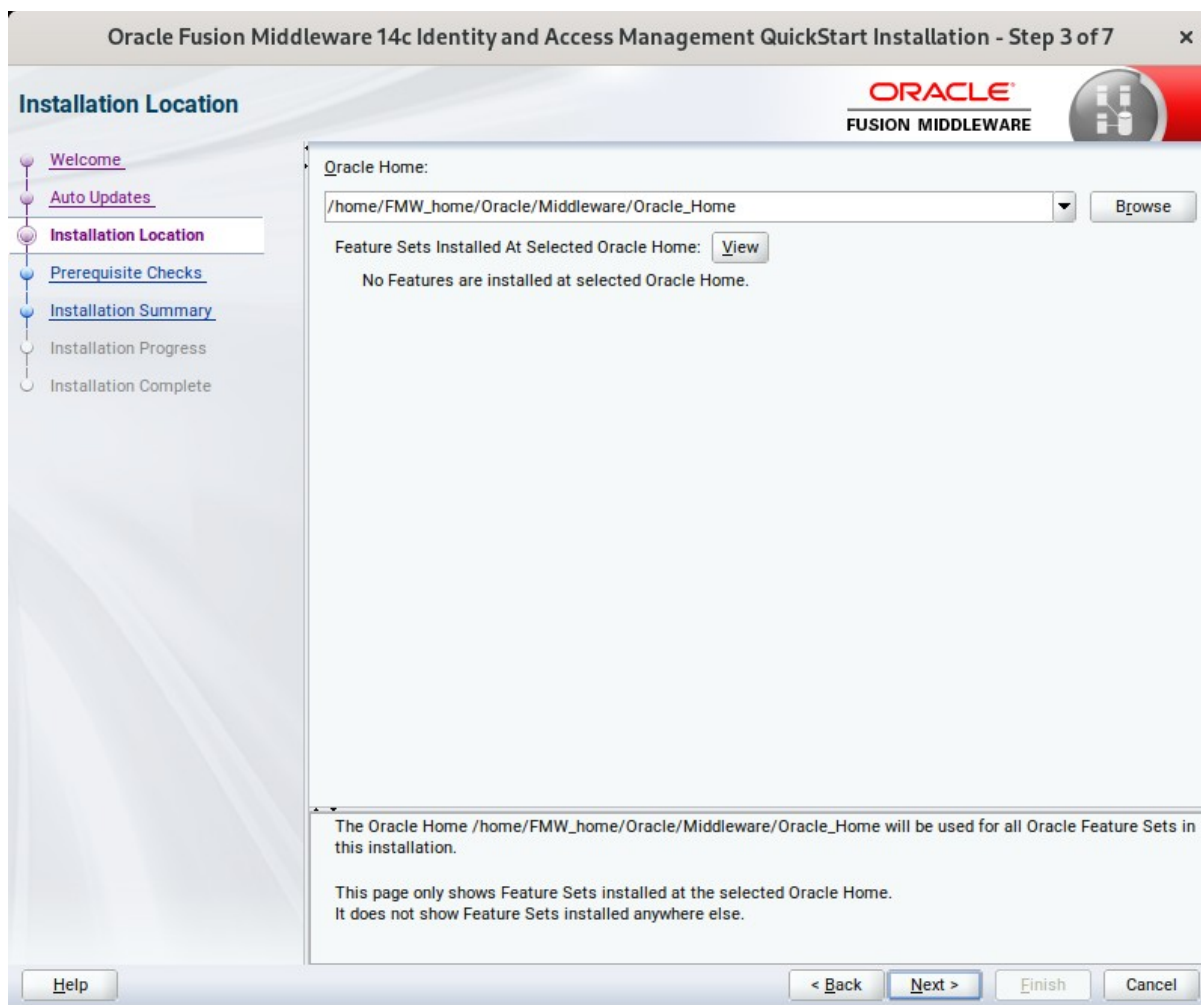 Oracle Fusion Middleware 14c Identity and Access Management QuickStart Installation - Step 3 of 7
×
Installation Location
ORACLE®
FUSION MIDDLEWARE
Welcome
Auto Updates
Installation Location
Prerequisite Checks
Installation Summary
Installation Progress
Installation Complete
Oracle Home:
/home/FMW_home/Oracle/Middleware/Oracle_Home
Browse
Feature Sets Installed At Selected Oracle Home: View
No Features are installed at selected Oracle Home.
The Oracle Home /home/FMW_home/Oracle/Middleware/Oracle_Home will be used for all Oracle Feature Sets in
this installation.
This page only shows Feature Sets installed at the selected Oracle Home.
It does not show Feature Sets installed anywhere else.
Help
< Back
Next >
Finish
Cancel